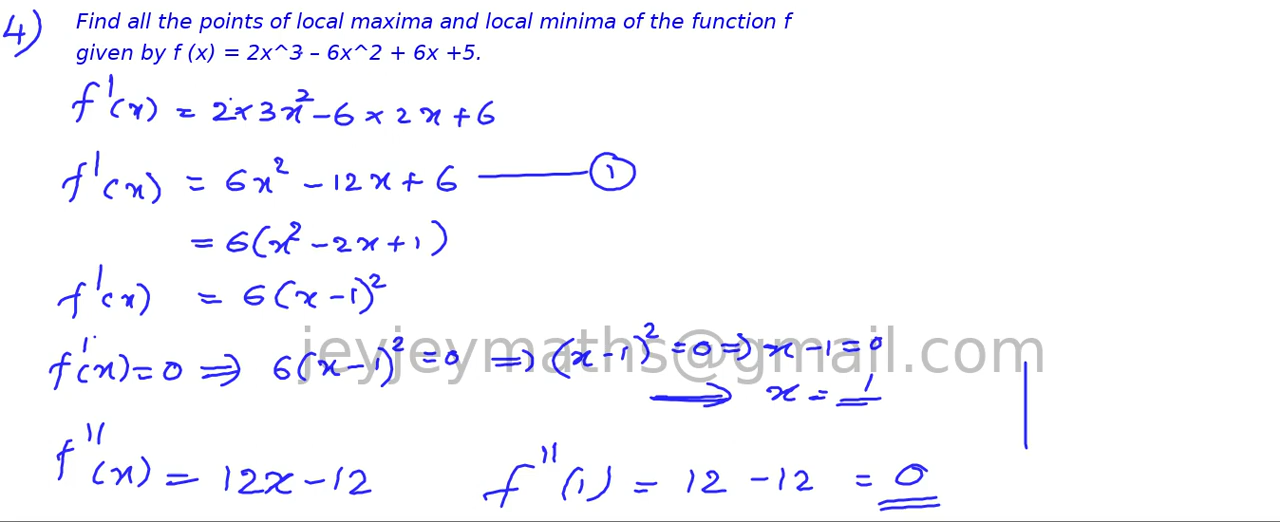 4) Find all the points of local maxima and local minima of the function f
given by f (x) = 2x^3 – 6x^2 + 6x +5.
f'(x) = 2×3x²-6×2x+6
f'(x) = 6x²-12x+6 ——— ①
= 6(x²-2x+1)
f'(x) = 6(x-1)²
jeyjeymaths@gmail.com
f'(x)=0 ⇒ 6(x-1)²=0 ⇒ (x-1)²=0 ⇒ x-1=0
⟹ x = 1
f''(x) = 12x-12 f''(1) = 12-12 = 0